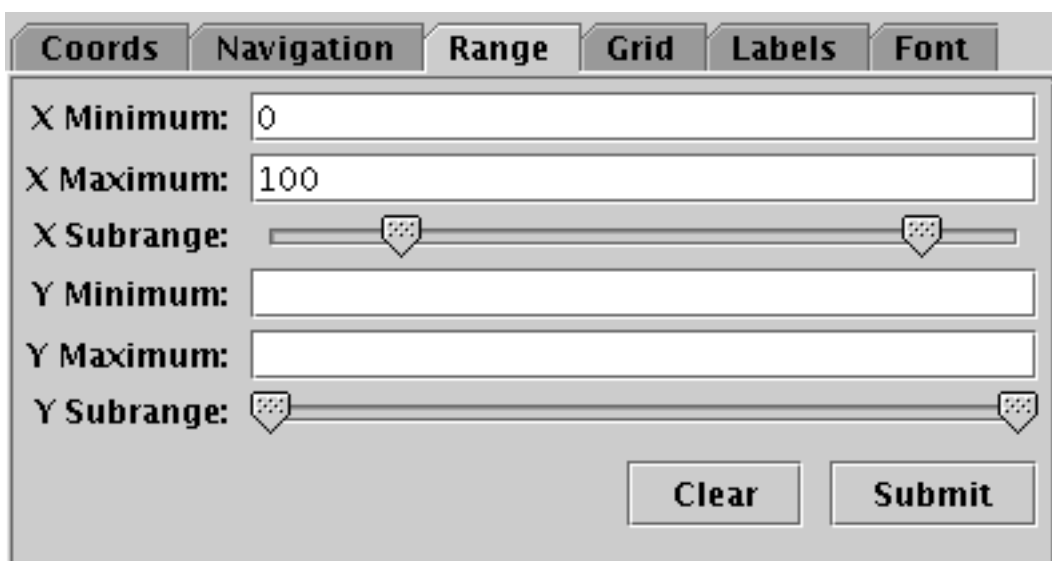 Coords Navigation Range Grid Labels Font
X Minimum: 0
X Maximum: 100
X Subrange:
Y Minimum:
Y Maximum:
Y Subrange:
Clear Submit